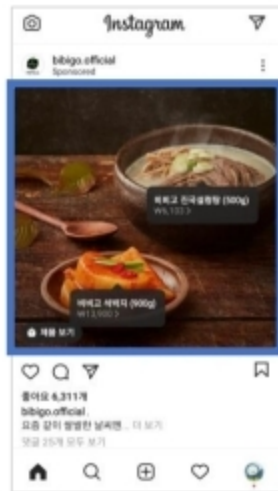 Instagram
bibigo.official
Sponsored
비비고 진국설렁탕 (500g)
₩6,102 >
비비고 석박지 (900g)
₩13,900 >
제품 보기
좋아요 6,311개
bibigo.official.
요즘 같이 쌀쌀한 날씨엔... 더 보기
댓글 25개 모두 보기